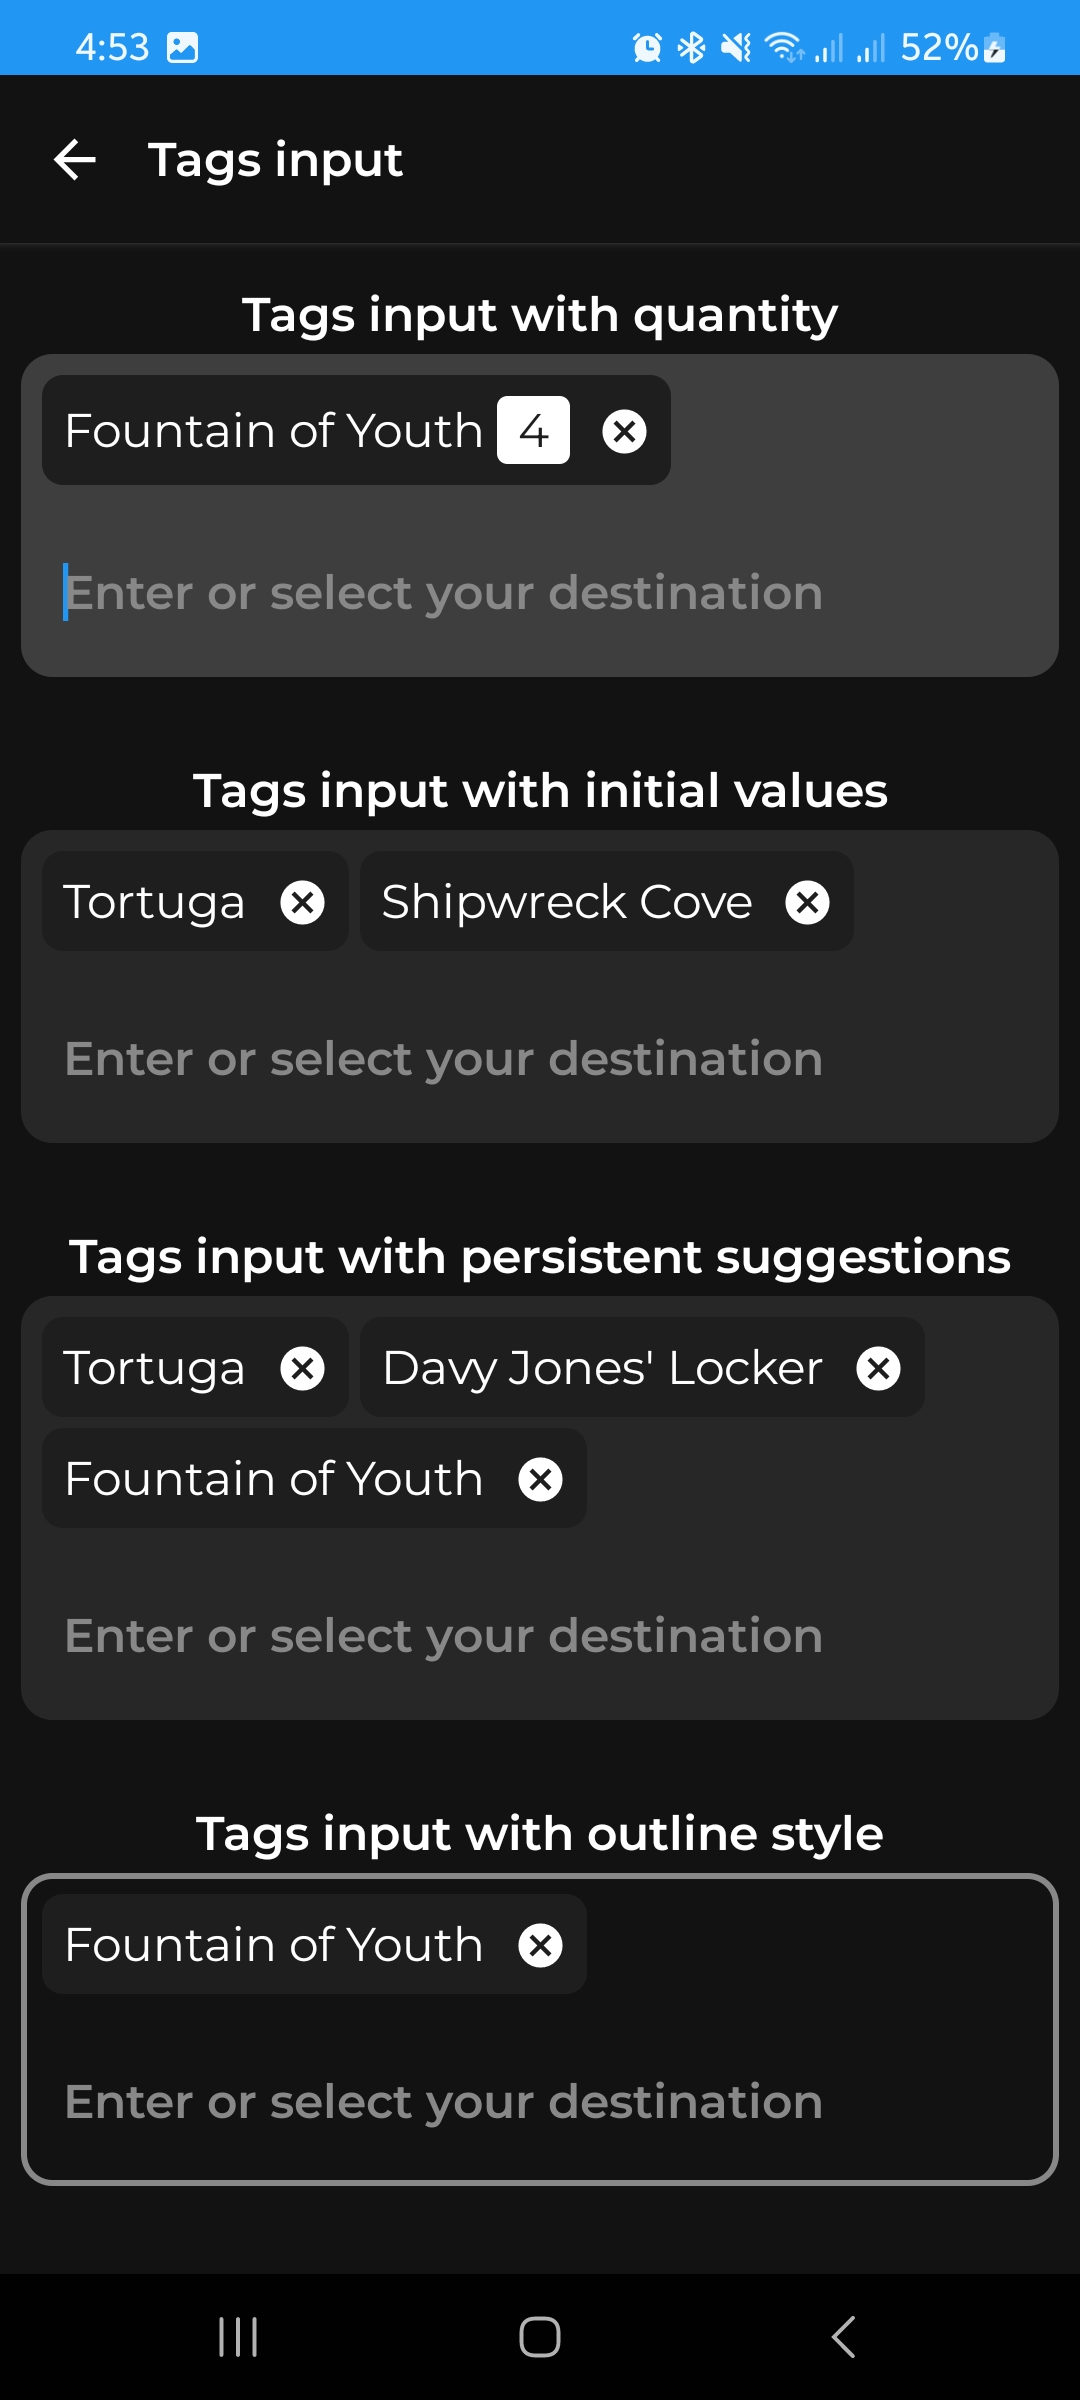 4:53 52%
Tags input
Tags input with quantity
Fountain of Youth 4
Enter or select your destination
Tags input with initial values
Tortuga Shipwreck Cove
Enter or select your destination
Tags input with persistent suggestions
Tortuga Davy Jones' Locker
Fountain of Youth
Enter or select your destination
Tags input with outline style
Fountain of Youth
Enter or select your destination